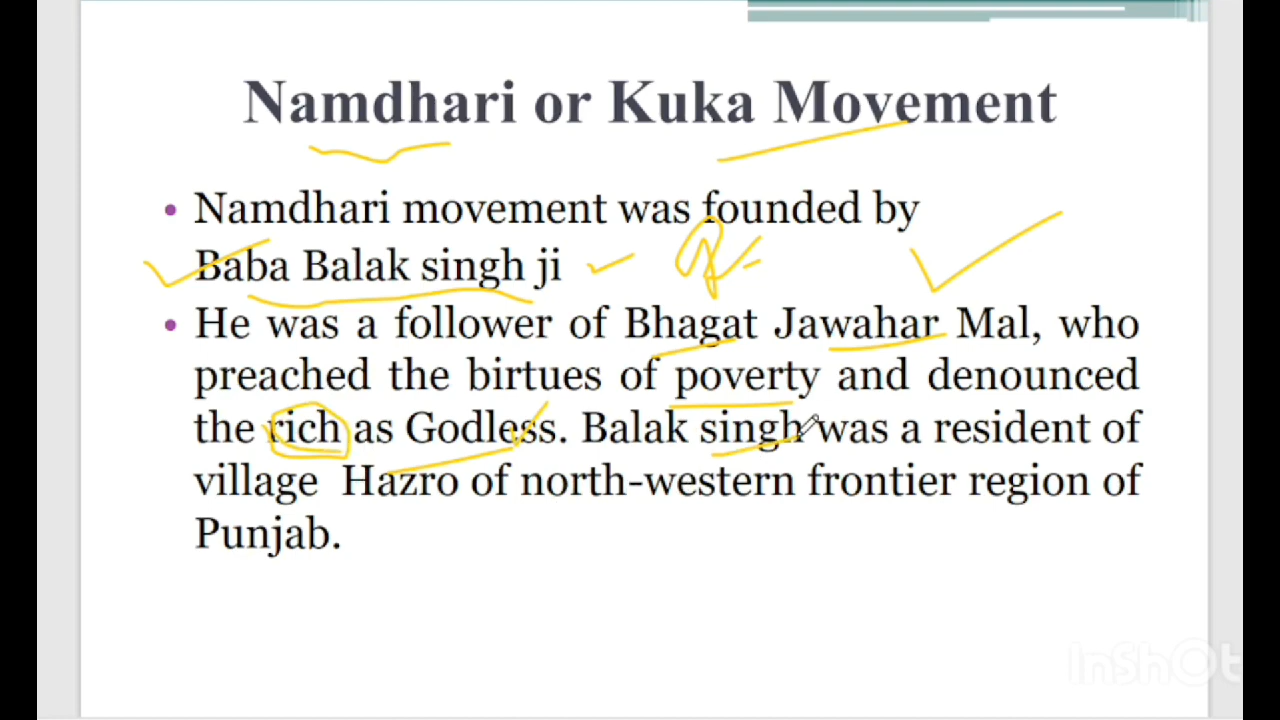 Namdhari or Kuka Movement
• Namdhari movement was founded by
Baba Balak singh ji
• He was a follower of Bhagat Jawahar Mal, who
preached the birtues of poverty and denounced
the rich as Godless. Balak singh was a resident of
village Hazro of north-western frontier region of
Punjab.
InShOt